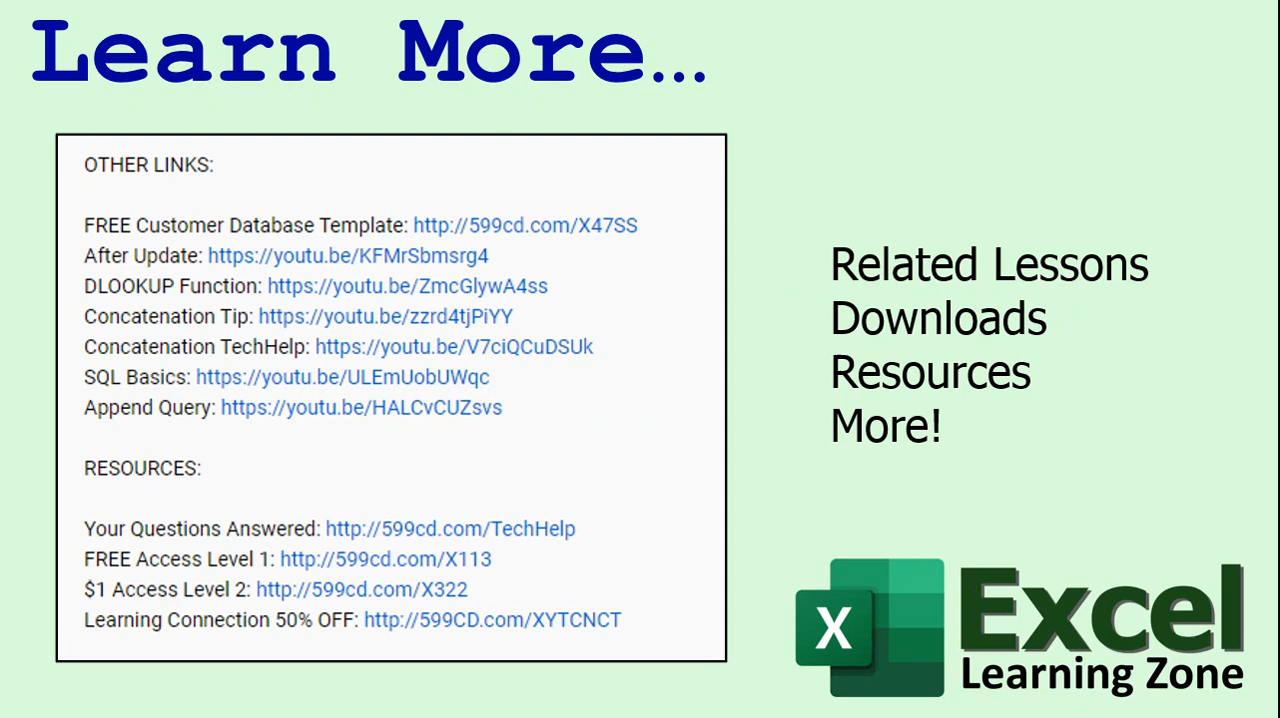 Learn More...
OTHER LINKS:
FREE Customer Database Template: http://599cd.com/X47SS
After Update: https://youtu.be/KFMrSbmsrg4
DLOOKUP Function: https://youtu.be/ZmcGlywA4ss
Concatenation Tip: https://youtu.be/zzrd4tjPiYY
Concatenation TechHelp: https://youtu.be/V7ciQCuDSUk
SQL Basics: https://youtu.be/ULEmUobUWqc
Append Query: https://youtu.be/HALCvCUZsvs
RESOURCES:
Your Questions Answered: http://599cd.com/TechHelp
FREE Access Level 1: http://599cd.com/X113
$1 Access Level 2: http://599cd.com/X322
Learning Connection 50% OFF: http://599CD.com/XYTCNCT
Related Lessons
Downloads
Resources
More!
X
Excel
Learning Zone